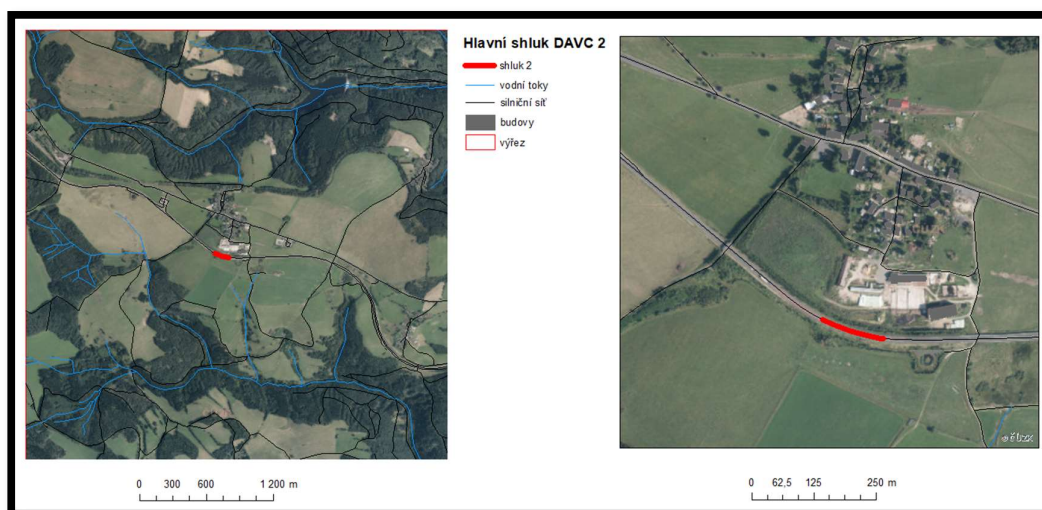 Hlavní shluk DAVC 2
shluk 2
vodní toky
silniční síť
budovy
výřez
0 300 600 1 200 m
0 62,5 125 250 m